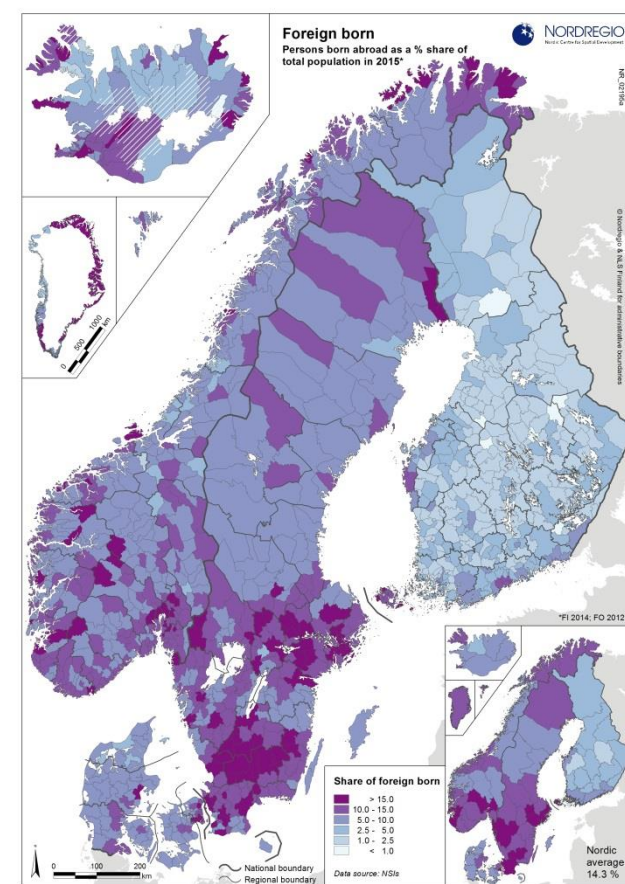 Foreign born
Persons born abroad as a % share of
total population in 2015*
NORDREGIO
Nordic Centre for Spatial Development
NR_02195a
© Nordregio & NLS Finland for administrative boundaries
0 500 1000
km
*FI 2014; FO 2012
Share of foreign born
> 15.0
10.0 - 15.0
5.0 - 10.0
2.5 - 5.0
1.0 - 2.5
< 1.0
Data source: NSIs
Nordic
average
14.3 %
0 100 200
km
National boundary
Regional boundary